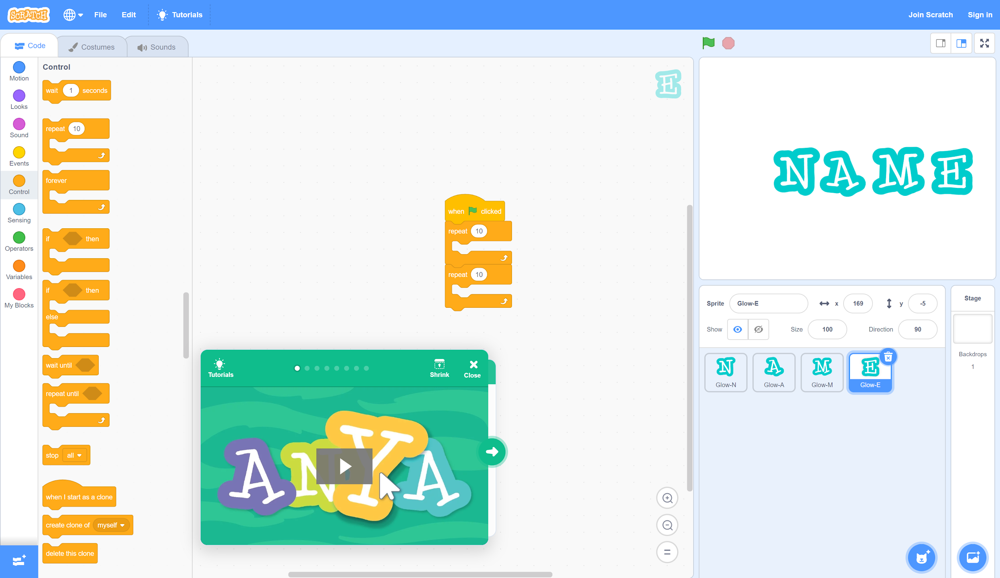 SCRATCH File Edit Tutorials Join Scratch Sign in
Code Costumes Sounds
Motion
Looks
Sound
Events
Control
Sensing
Operators
Variables
My Blocks
Control
wait 1 seconds
repeat 10
forever
if then
if then
else
wait until
repeat until
stop all
when I start as a clone
create clone of myself
delete this clone
E
when clicked
repeat 10
repeat 10
Tutorials Shrink Close
ANYA
NAME
Sprite Glow-E x 169 y -5
Show Size 100 Direction 90
N A M E
Glow-N Glow-A Glow-M Glow-E
Stage
Backdrops
1